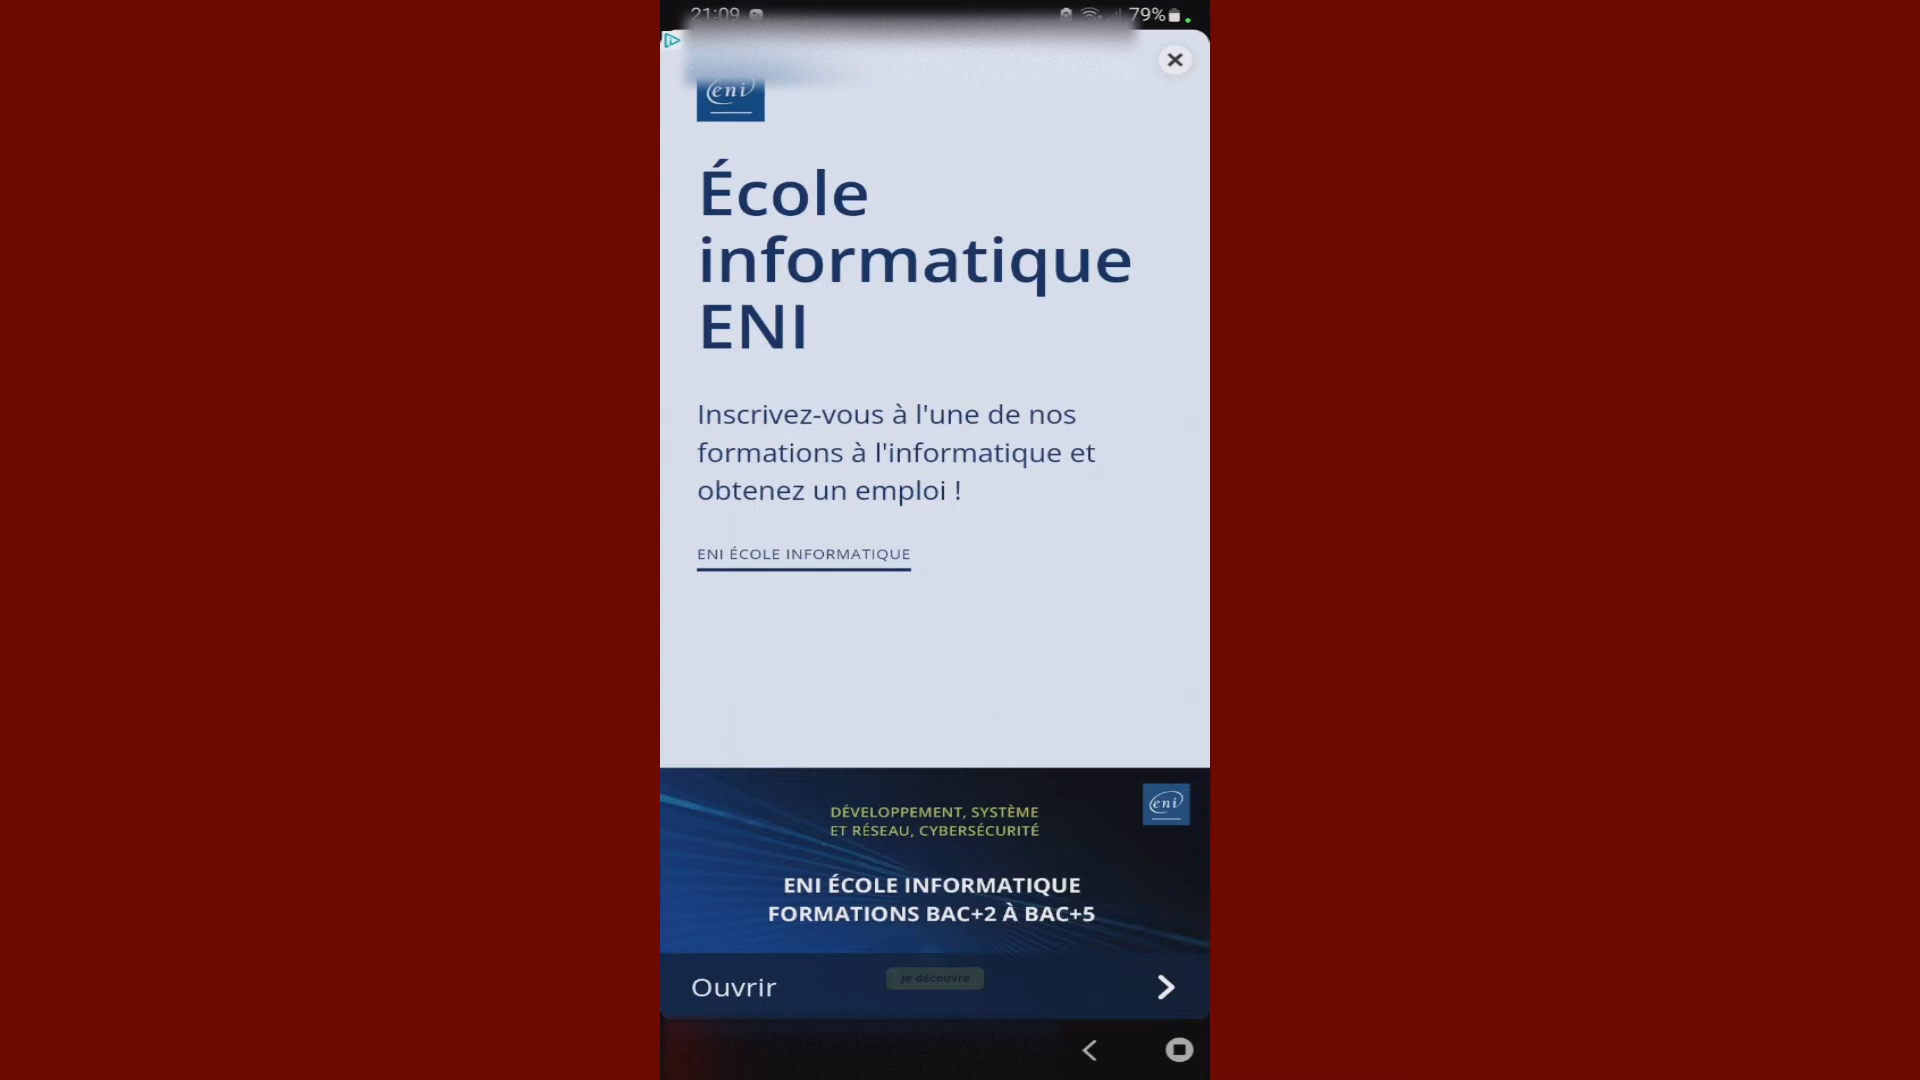 21:09
79%
eni
École
informatique
ENI
Inscrivez-vous à l'une de nos
formations à l'informatique et
obtenez un emploi !
ENI ÉCOLE INFORMATIQUE
eni
DÉVELOPPEMENT, SYSTÈME
ET RÉSEAU, CYBERSÉCURITÉ
ENI ÉCOLE INFORMATIQUE
FORMATIONS BAC+2 À BAC+5
je découvre
Ouvrir